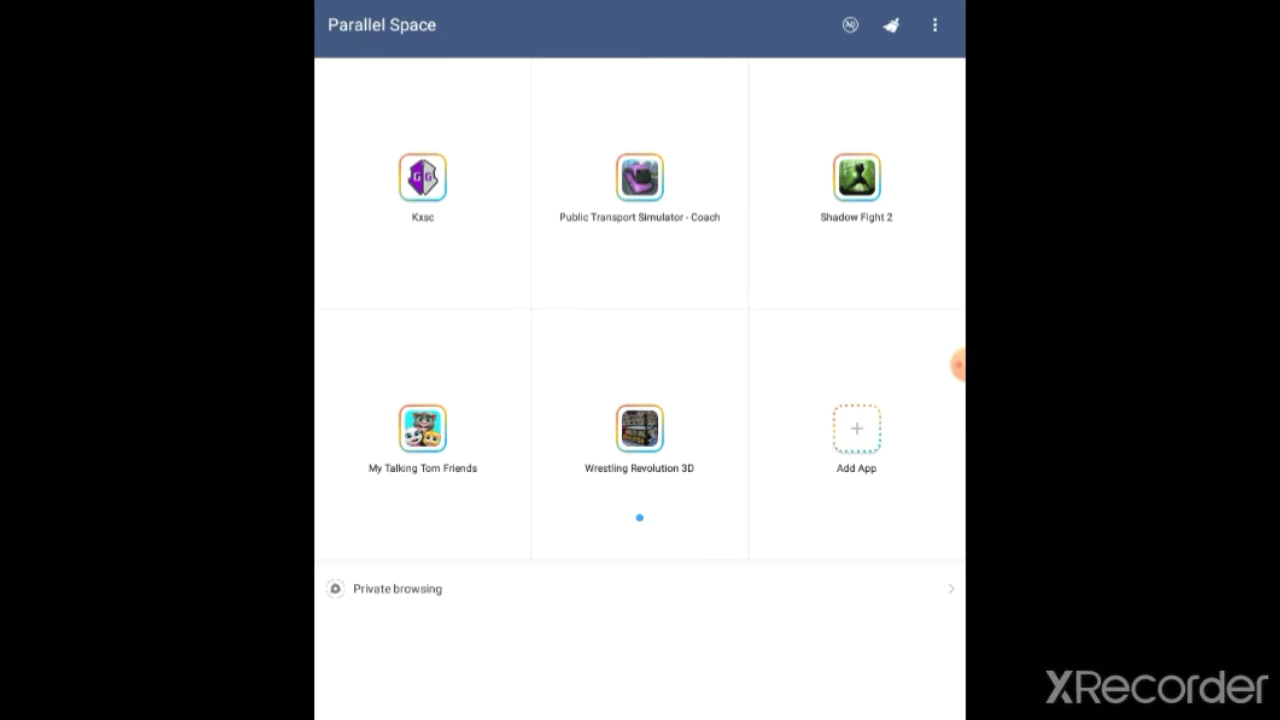 Parallel Space
Kxsc
Public Transport Simulator - Coach
Shadow Fight 2
My Talking Tom Friends
Wrestling Revolution 3D
Add App
Private browsing
XRecorder